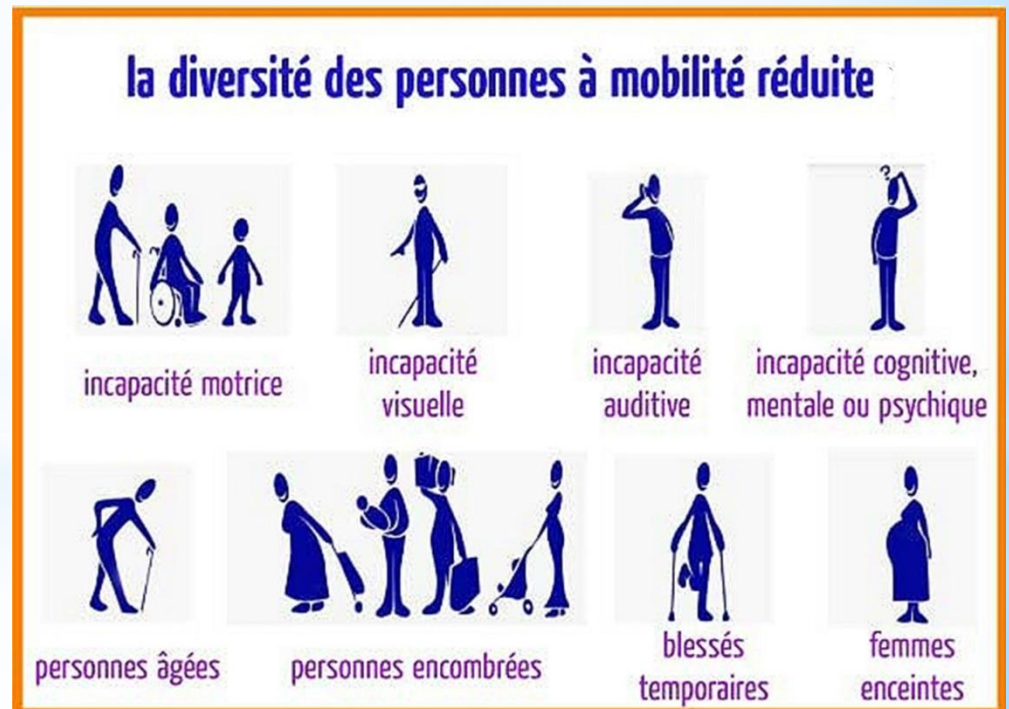 la diversité des personnes à mobilité réduite
?
incapacité motrice
incapacité
visuelle
incapacité
auditive
incapacité cognitive,
mentale ou psychique
personnes âgées
personnes encombrées
blessés
temporaires
femmes
enceintes